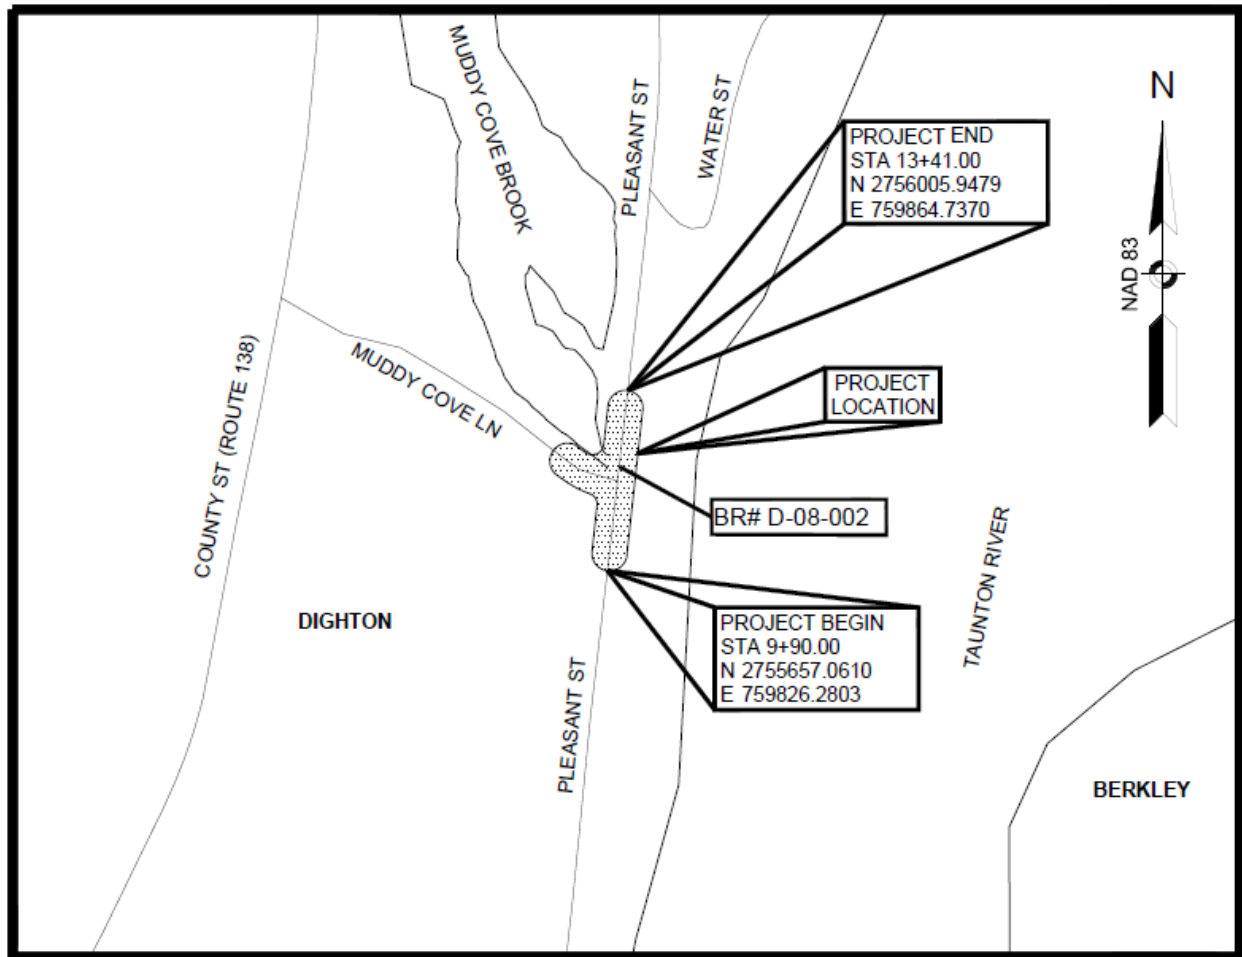 MUDDY COVE BROOK
PLEASANT ST
WATER ST
N
NAD 83
PROJECT END
STA 13+41.00
N 2756005.9479
E 759864.7370
COUNTY ST (ROUTE 138)
MUDDY COVE LN
PROJECT
LOCATION
BR# D-08-002
TAUNTON RIVER
DIGHTON
PROJECT BEGIN
STA 9+90.00
N 2755657.0610
E 759826.2803
PLEASANT ST
BERKLEY